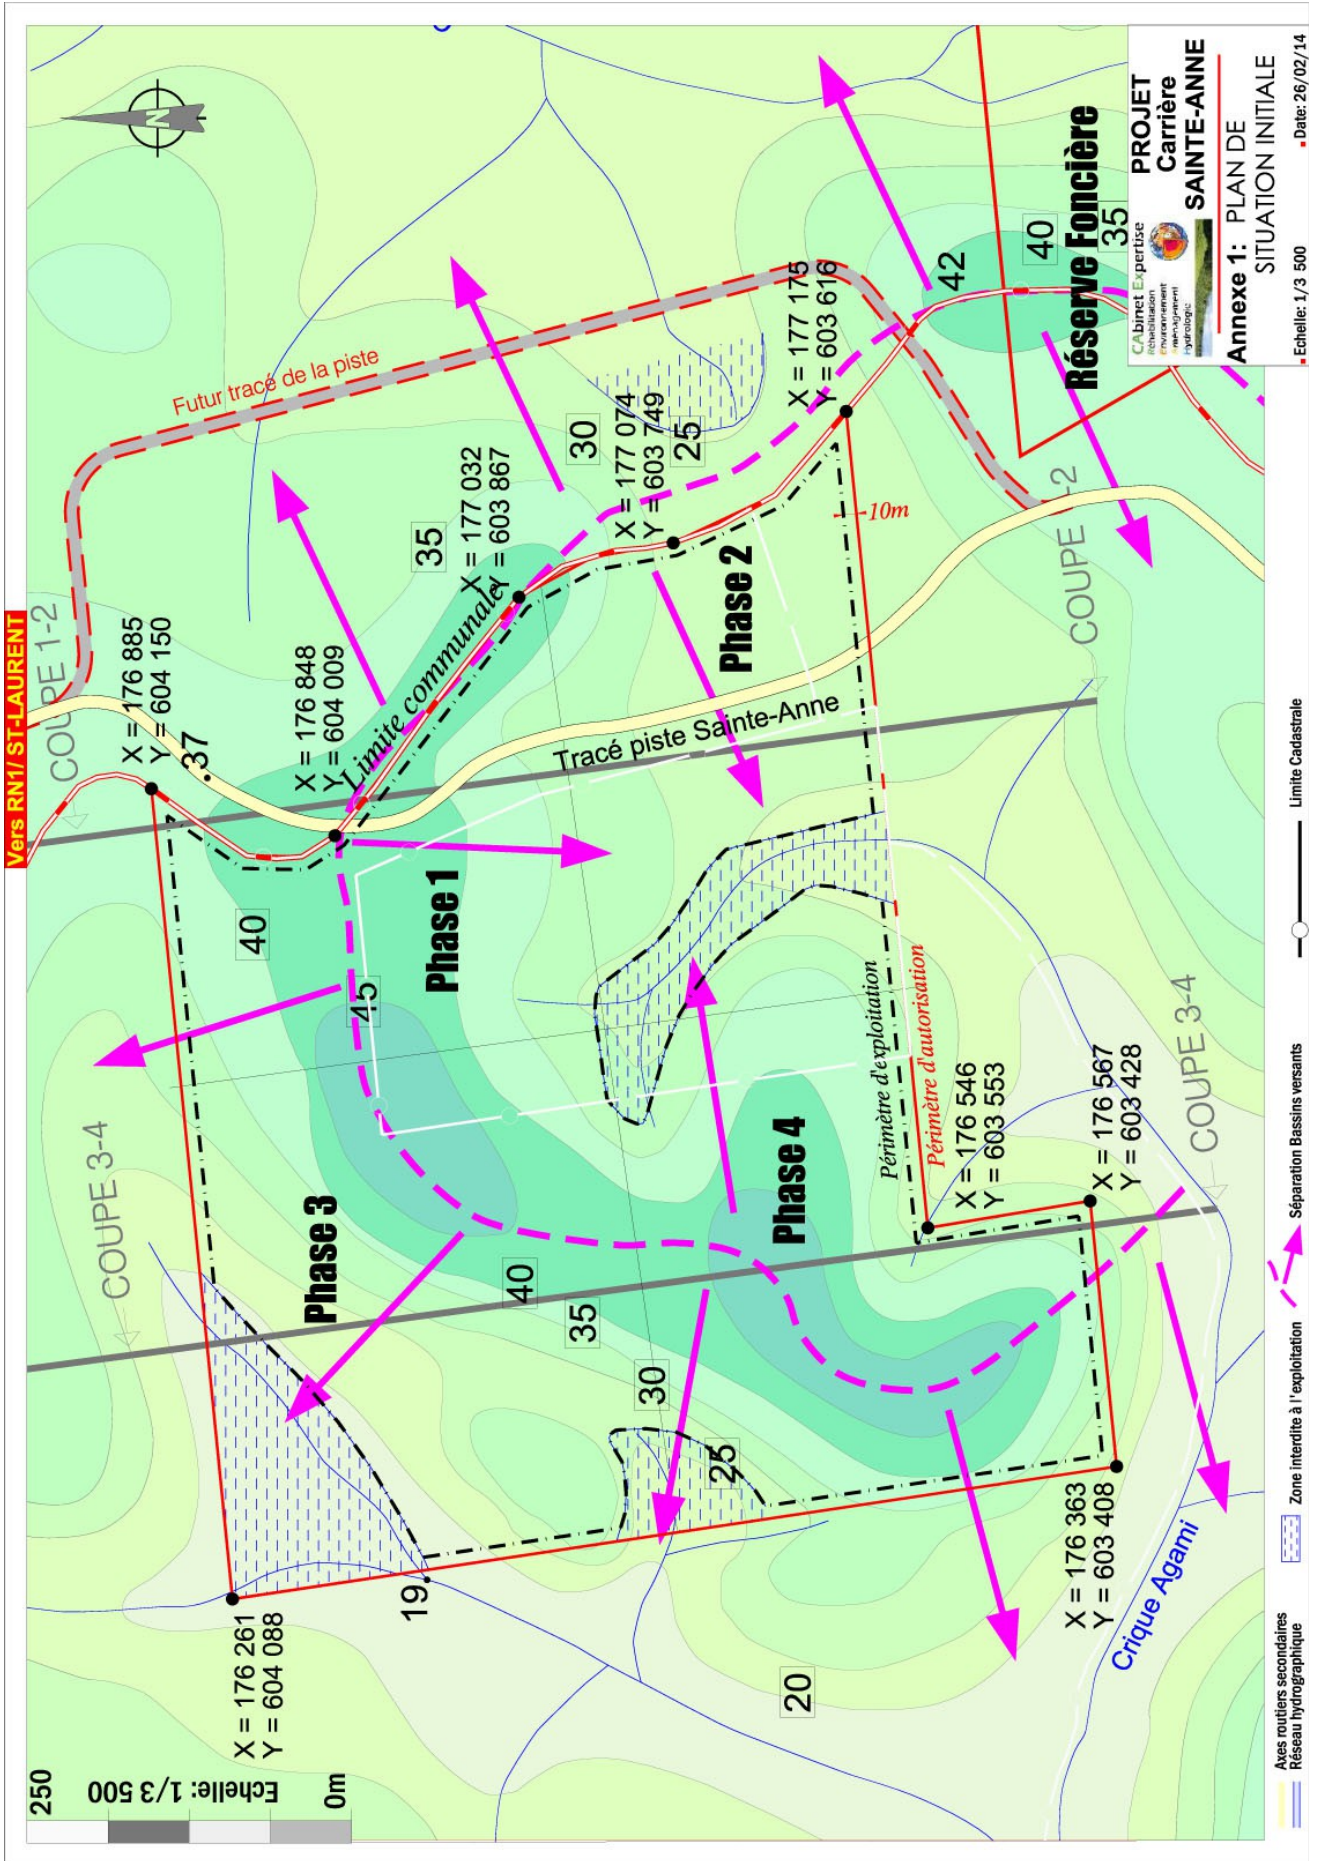 Vers RN1/ ST-LAURENT
COUPE 1-2
X = 176 885
Y = 604 150
37
X = 176 848
Y = 604 009
Limite communale
35
X = 177 032
Y = 603 867
Futur tracé de la piste
N
30
X = 177 074
Y = 603 749
25
X = 177 175
Y = 603 616
42
40
35
Réserve Foncière
10m
COUPE 1-2
Phase 2
Tracé piste Sainte-Anne
40
45
Phase 1
Phase 3
COUPE 3-4
40
35
30
25
Phase 4
Périmètre d'exploitation
Périmètre d'autorisation
X = 176 546
Y = 603 553
X = 176 567
Y = 603 428
COUPE 3-4
19
X = 176 261
Y = 604 088
20
X = 176 363
Y = 603 408
Crique Agami
250
Echelle: 1/3 500
0m
CAbinet Expertise
Réhabilitation
Environnement
Aménagement
Hydrologie
PROJET
Carrière
SAINTE-ANNE
Annexe 1: PLAN DE
SITUATION INITIALE
Echelle: 1/3 500
Date: 26/02/14
Axes routiers secondaires
Réseau hydrographique
Zone interdite à l'exploitation
Séparation Bassins versants
Limite Cadastrale